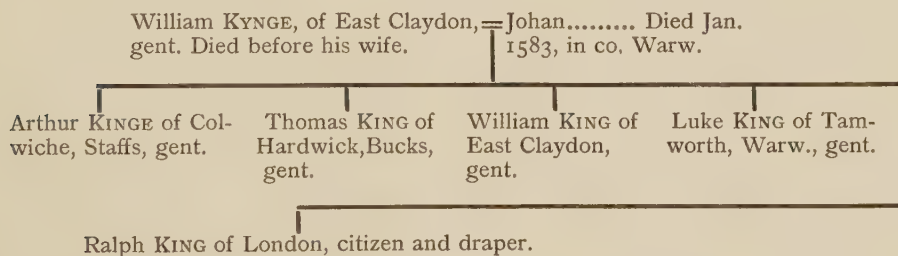 William KYNGE, of East Claydon,=Johan......... Died Jan.
gent. Died before his wife. 1583, in co. Warw.
Arthur KINGE of Col-
wiche, Staffs, gent.
Thomas KING of
Hardwick, Bucks,
gent.
William KING of
East Claydon,
gent.
Luke KING of Tam-
worth, Warw., gent.
Ralph KING of London, citizen and draper.